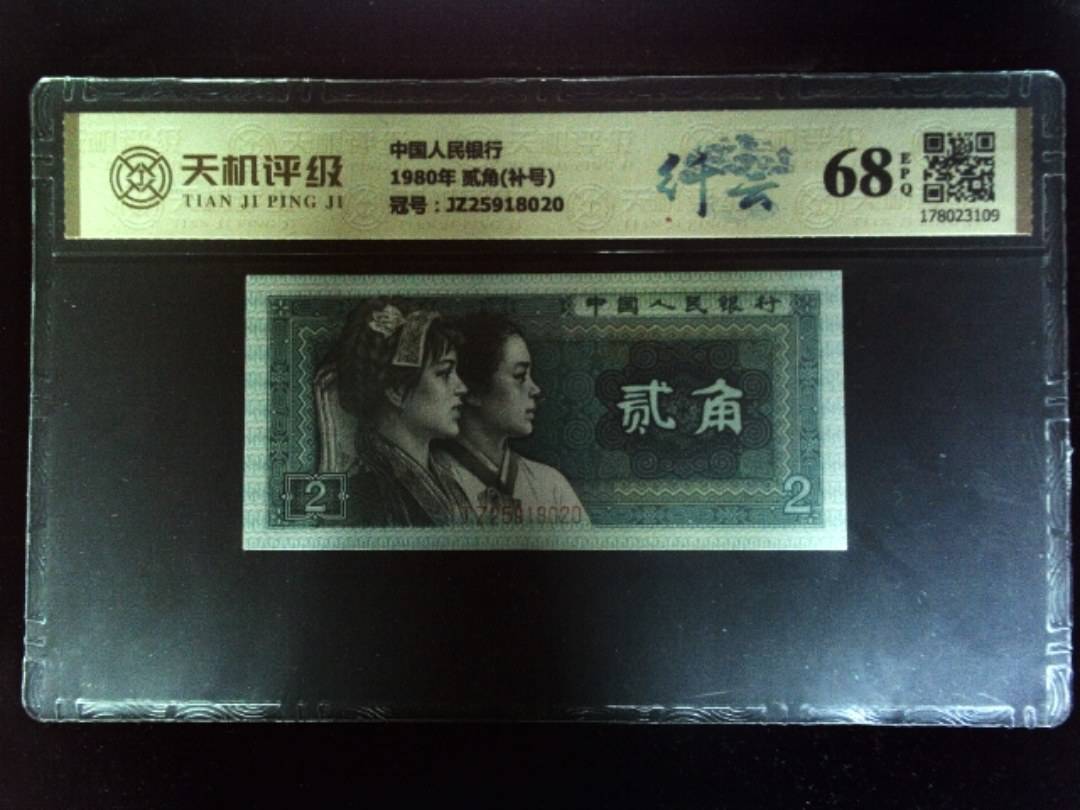 天机评级
TIAN JI PING JI
中国人民银行
1980年 贰角(补号)
冠号：JZ25918020
纤云
68
EPQ
178023109
中国人民银行
贰角
2
2
JZ25918020